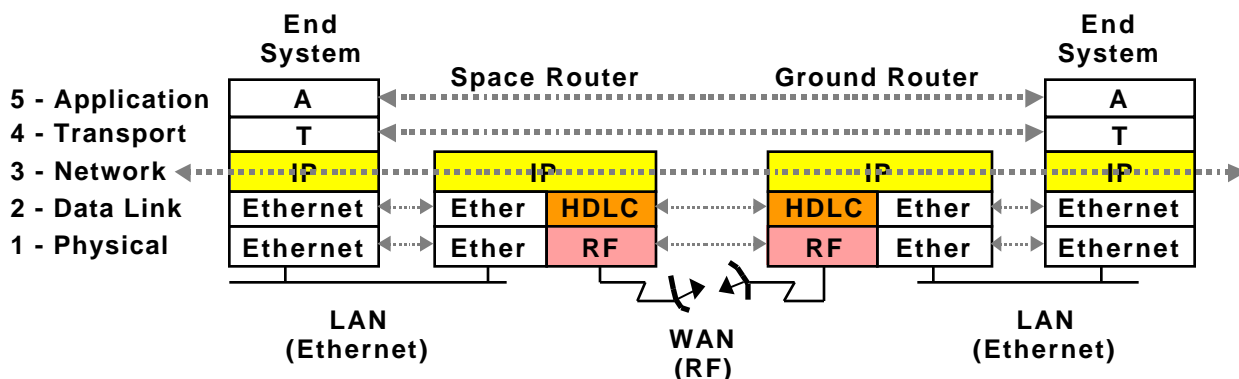 End System
End System
Space Router
Ground Router
5 - Application
A
A
4 - Transport
T
T
3 - Network
IP
IP
IP
IP
2 - Data Link
Ethernet
Ether
HDLC
HDLC
Ether
Ethernet
1 - Physical
Ethernet
Ether
RF
RF
Ether
Ethernet
LAN
(Ethernet)
WAN
(RF)
LAN
(Ethernet)